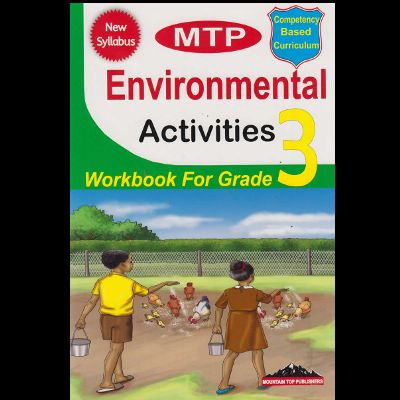 New
Syllabus
MTP
Competency
Based
Curriculum
Environmental
Activities 3
Workbook For Grade
MOUNTAIN TOP PUBLISHERS